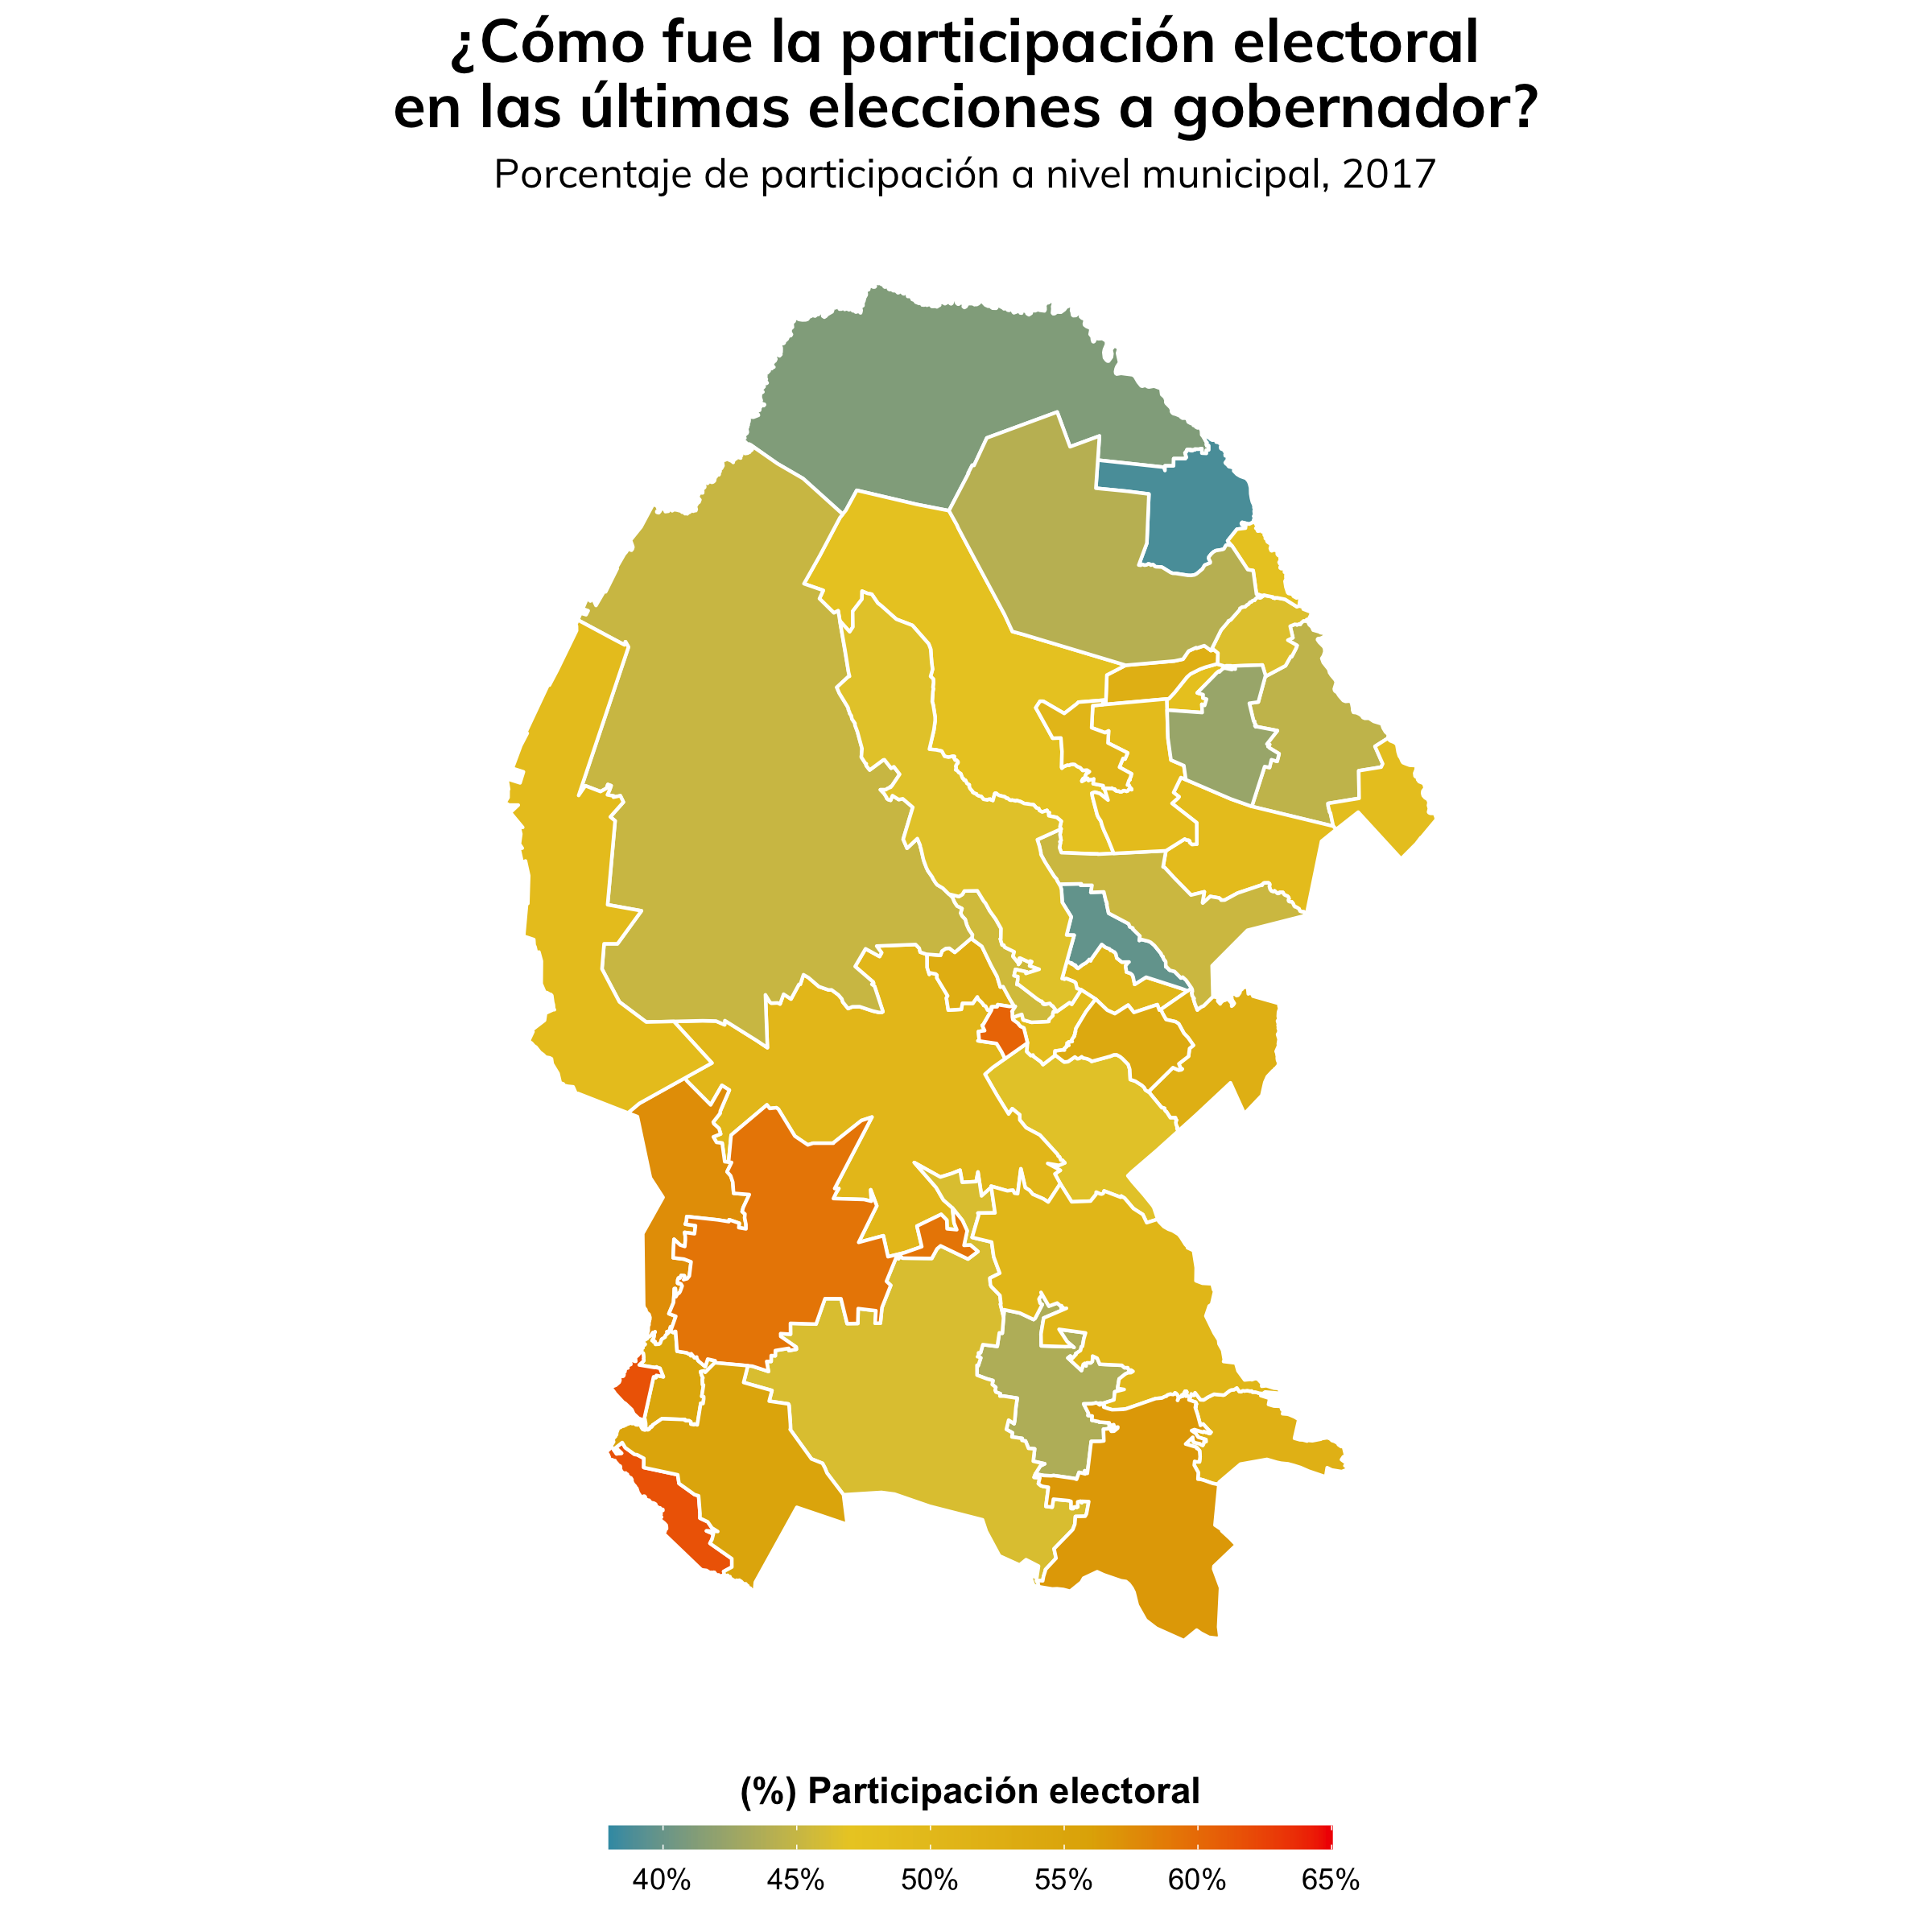 ¿Cómo fue la participación electoral
en las últimas elecciones a gobernador?
Porcentaje de participación a nivel municipal, 2017
(%) Participación electoral
40% 45% 50% 55% 60% 65%